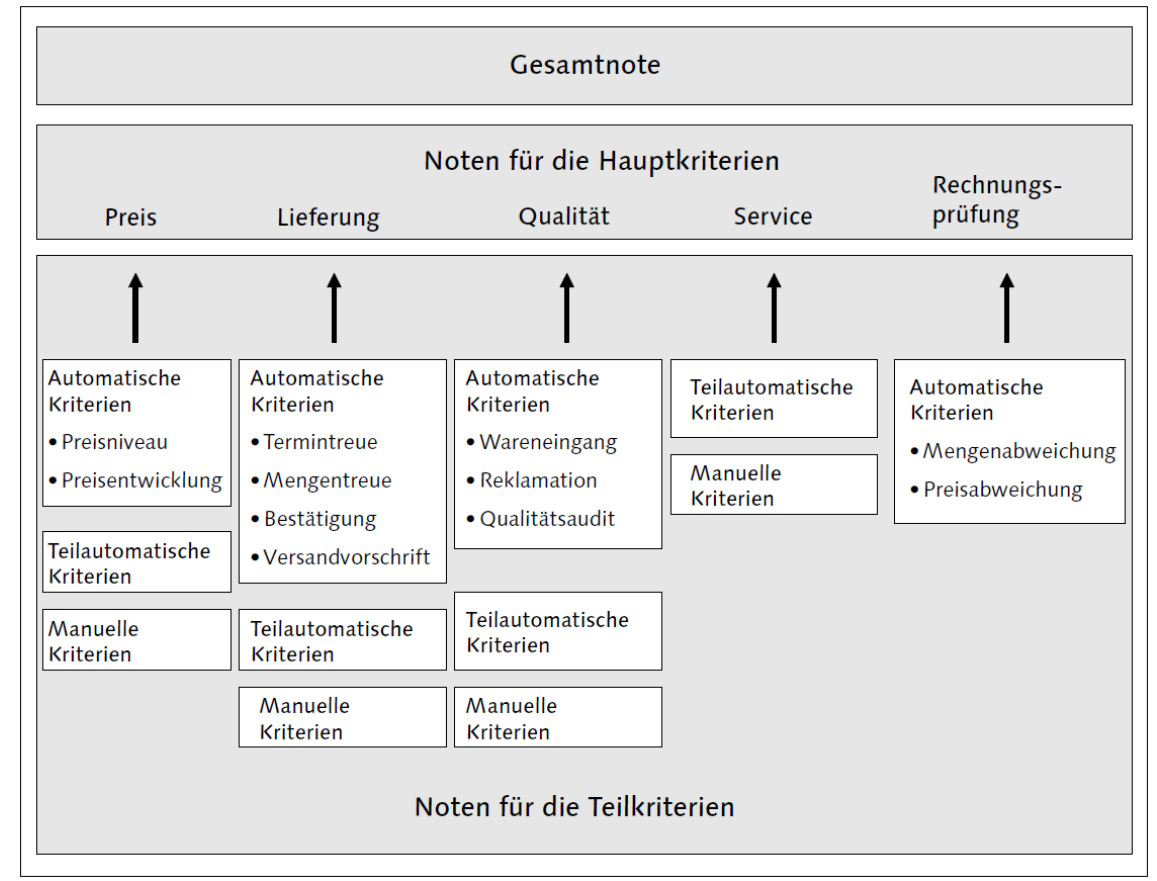 Gesamtnote
Noten für die Hauptkriterien
Preis
Lieferung
Qualität
Service
Rechnungs-
prüfung
Automatische
Kriterien
• Preisniveau
• Preisentwicklung
Teilautomatische
Kriterien
Manuelle
Kriterien
Automatische
Kriterien
• Termintreue
• Mengentreue
• Bestätigung
• Versandvorschrift
Teilautomatische
Kriterien
Manuelle
Kriterien
Automatische
Kriterien
• Wareneingang
• Reklamation
• Qualitätsaudit
Teilautomatische
Kriterien
Manuelle
Kriterien
Teilautomatische
Kriterien
Manuelle
Kriterien
Automatische
Kriterien
• Mengenabweichung
• Preisabweichung
Noten für die Teilkriterien